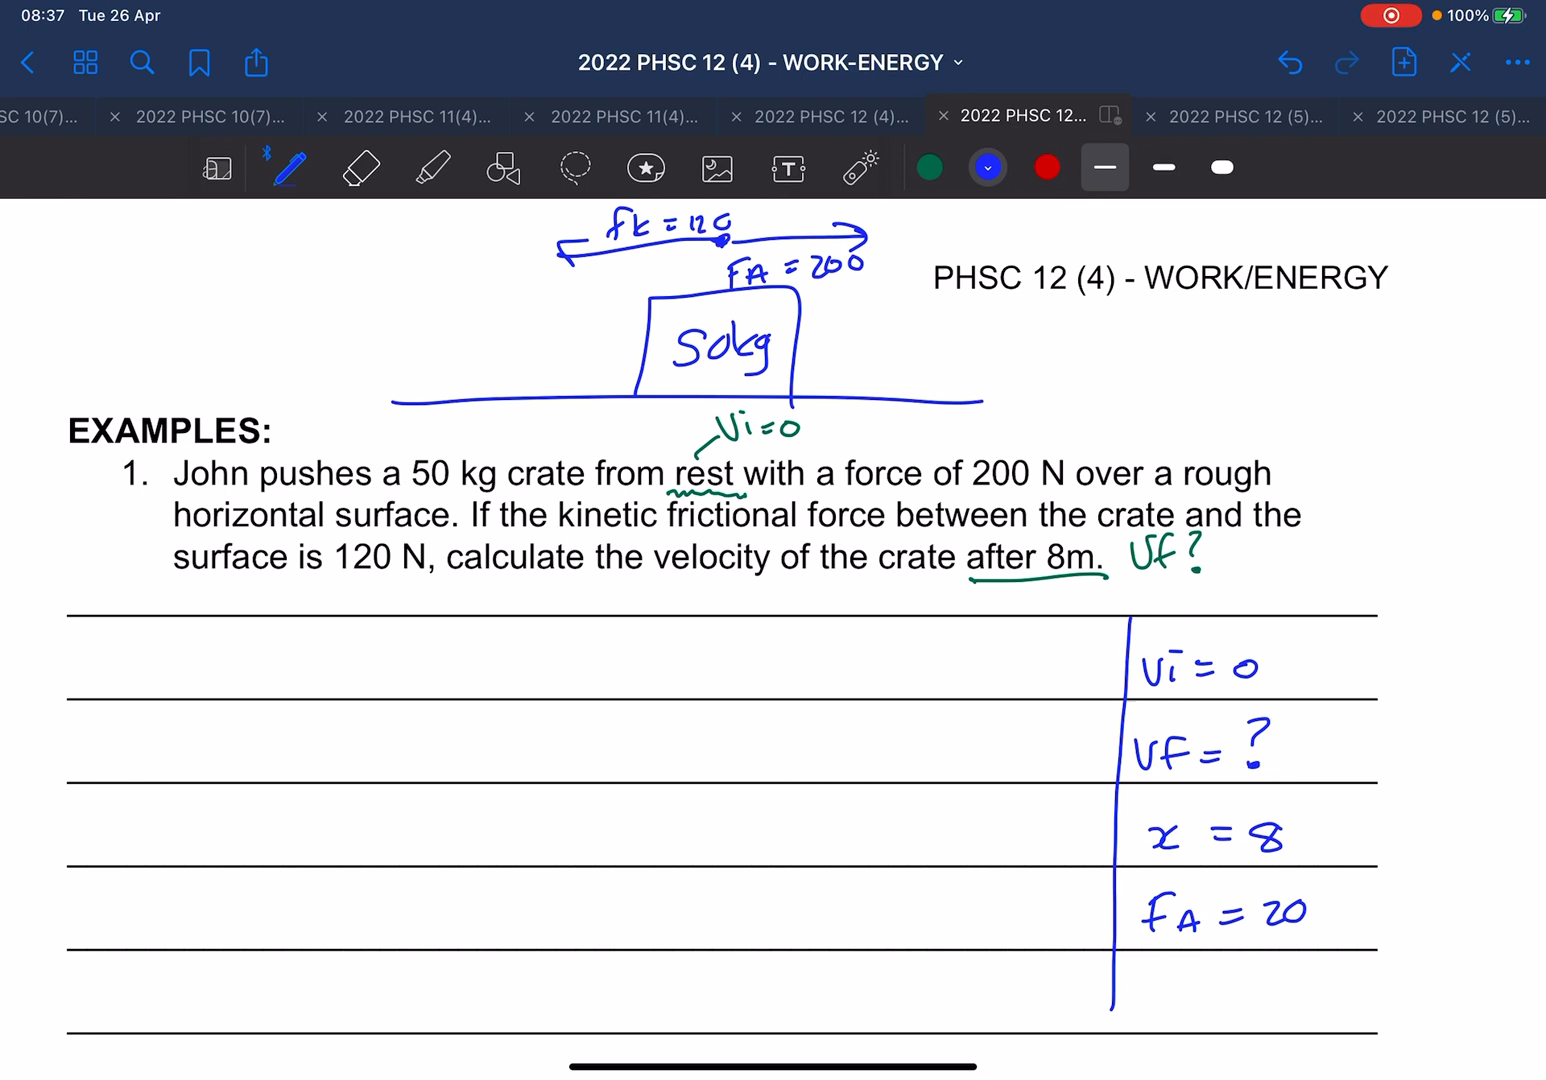 08:37 Tue 26 Apr
100%
2022 PHSC 12 (4) - WORK-ENERGY
SC 10(7)...
2022 PHSC 10(7)...
2022 PHSC 11(4)...
2022 PHSC 11(4)...
2022 PHSC 12 (4)...
2022 PHSC 12...
2022 PHSC 12 (5)...
2022 PHSC 12 (5)...
T
fk = 120
FA = 200
PHSC 12 (4) - WORK/ENERGY
50kg
EXAMPLES:
Vi=0
1. John pushes a 50 kg crate from rest with a force of 200 N over a rough
horizontal surface. If the kinetic frictional force between the crate and the
surface is 120 N, calculate the velocity of the crate after 8m. Vf?
Vi = 0
Vf = ?
x = 8
FA = 20